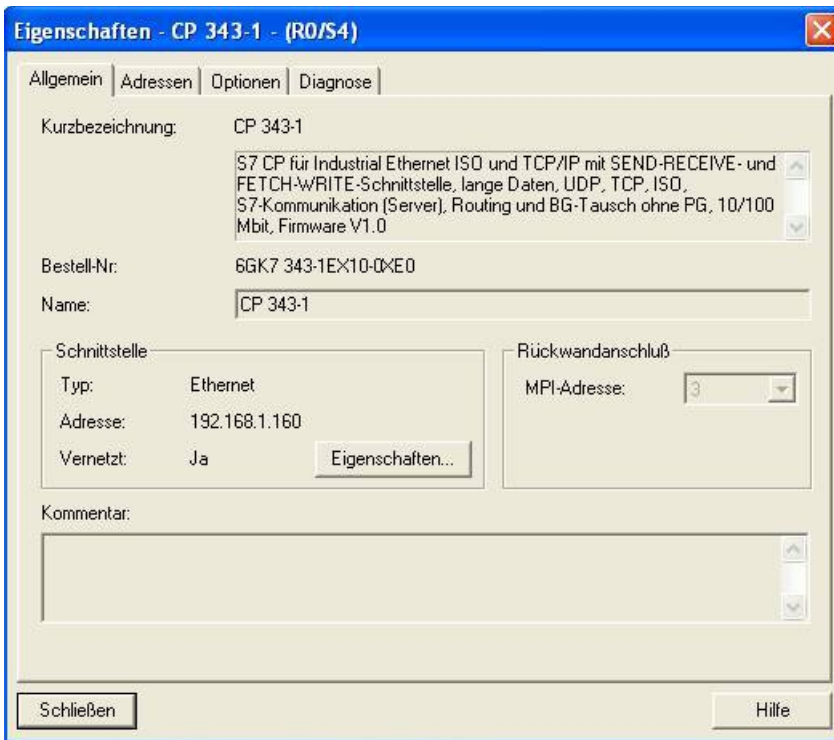 Eigenschaften - CP 343-1 - (R0/S4)
Allgemein Adressen Optionen Diagnose
Kurzbezeichnung: CP 343-1
S7 CP für Industrial Ethernet ISO und TCP/IP mit SEND-RECEIVE- und
FETCH-WRITE-Schnittstelle, lange Daten, UDP, TCP, ISO,
S7-Kommunikation (Server), Routing und BG-Tausch ohne PG, 10/100
Mbit, Firmware V1.0
Bestell-Nr: 6GK7 343-1EX10-0XE0
Name: CP 343-1
Schnittstelle
Typ: Ethernet
Adresse: 192.168.1.160
Vernetzt: Ja Eigenschaften...
Rückwandanschluß
MPI-Adresse: 3
Kommentar:
Schließen Hilfe